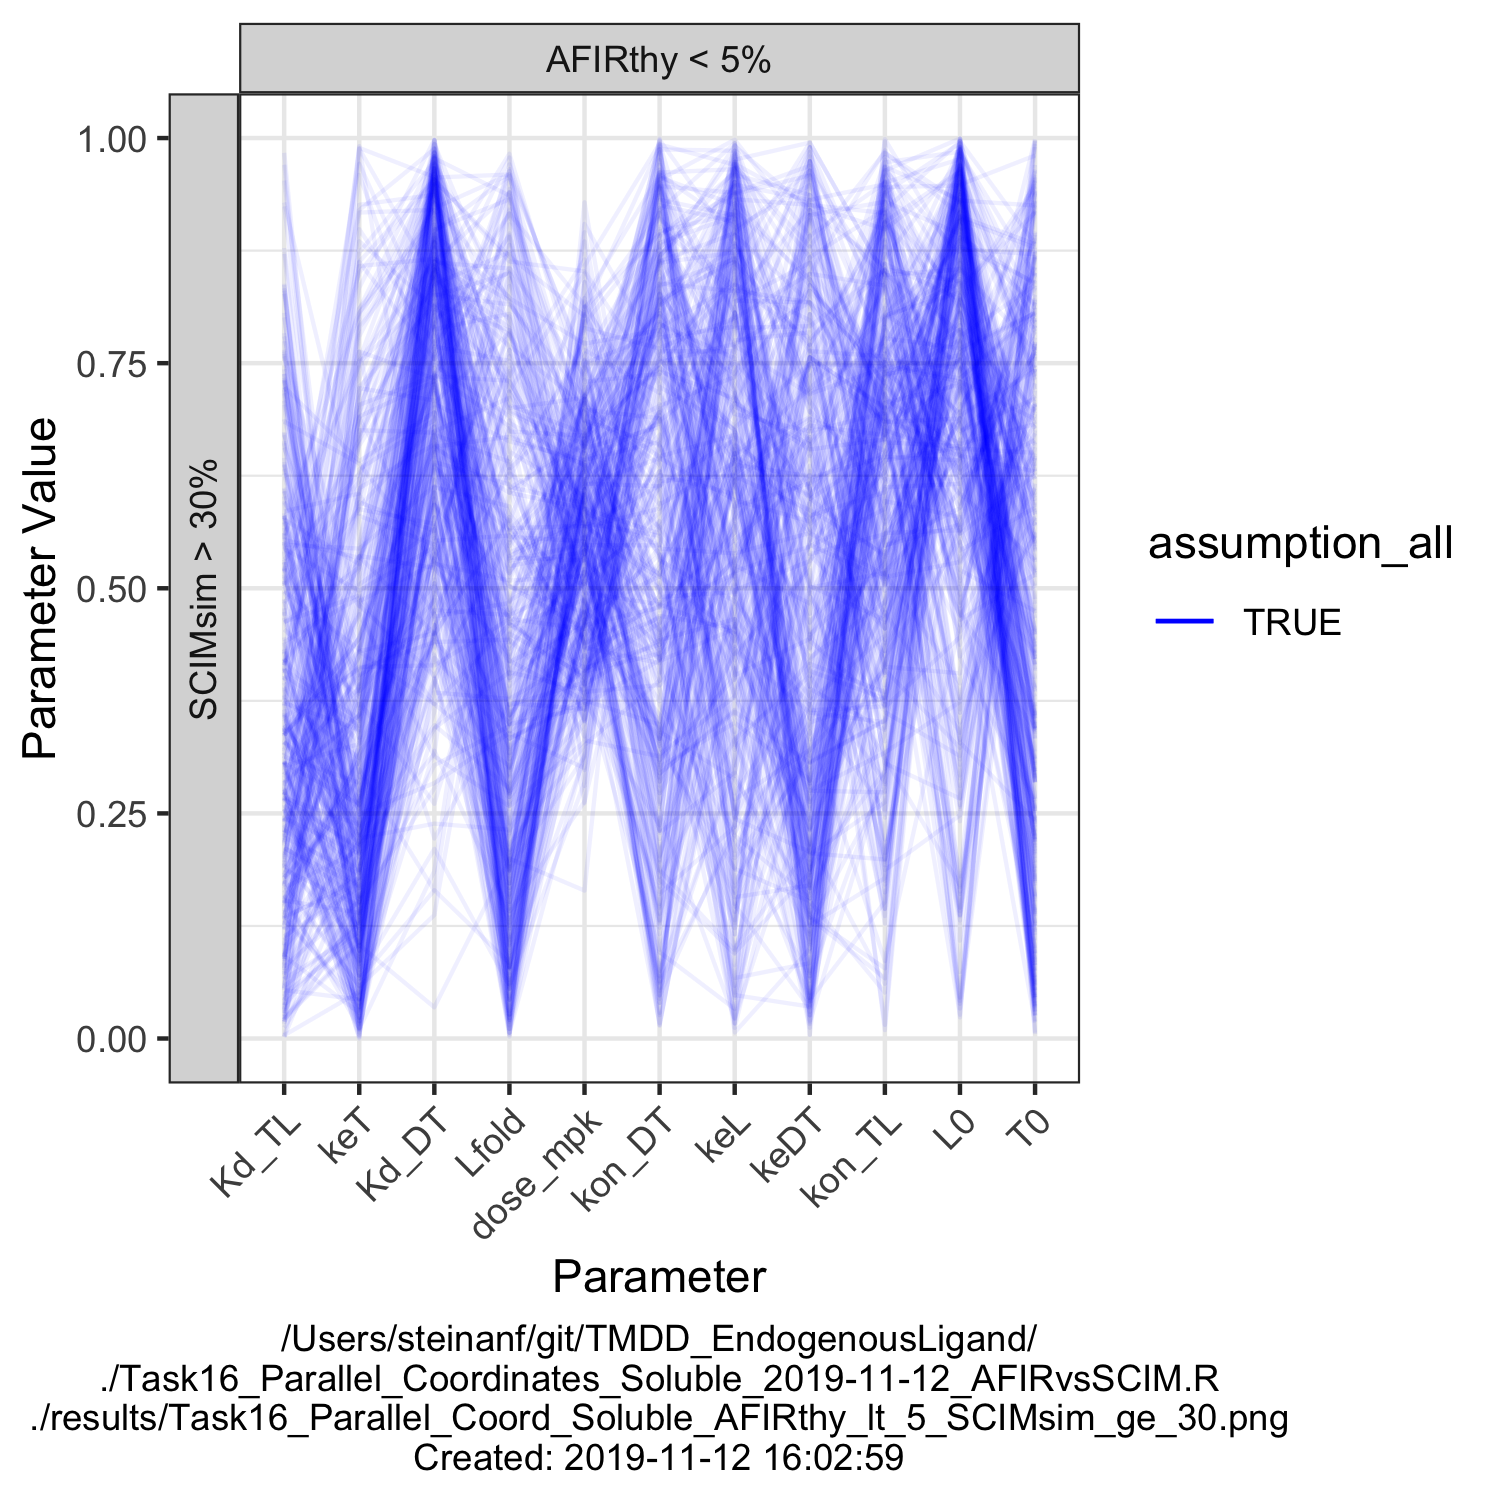 AFIRthy < 5%
SCIMsim > 30%
Parameter Value
1.00
0.75
0.50
0.25
0.00
Kd_TL
keT
Kd_DT
Lfold
dose_mpk
kon_DT
keL
keDT
kon_TL
L0
T0
Parameter
assumption_all
TRUE
/Users/steinanf/git/TMDD_EndogenousLigand/
./Task16_Parallel_Coordinates_Soluble_2019-11-12_AFIRvsSCIM.R
./results/Task16_Parallel_Coord_Soluble_AFIRthy_lt_5_SCIMsim_ge_30.png
Created: 2019-11-12 16:02:59